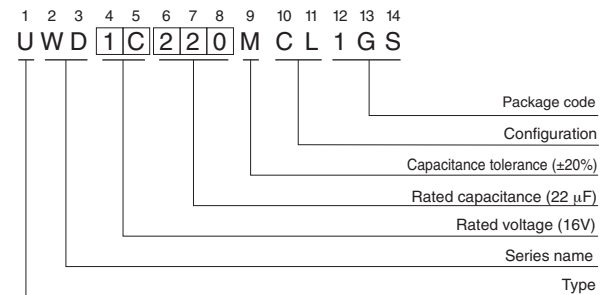 1 2 3 4 5 6 7 8 9 10 11 12 13 14
U W D 1 C 2 2 0 M C L 1 G S
Package code
Configuration
Capacitance tolerance (±20%)
Rated capacitance (22 μF)
Rated voltage (16V)
Series name
Type